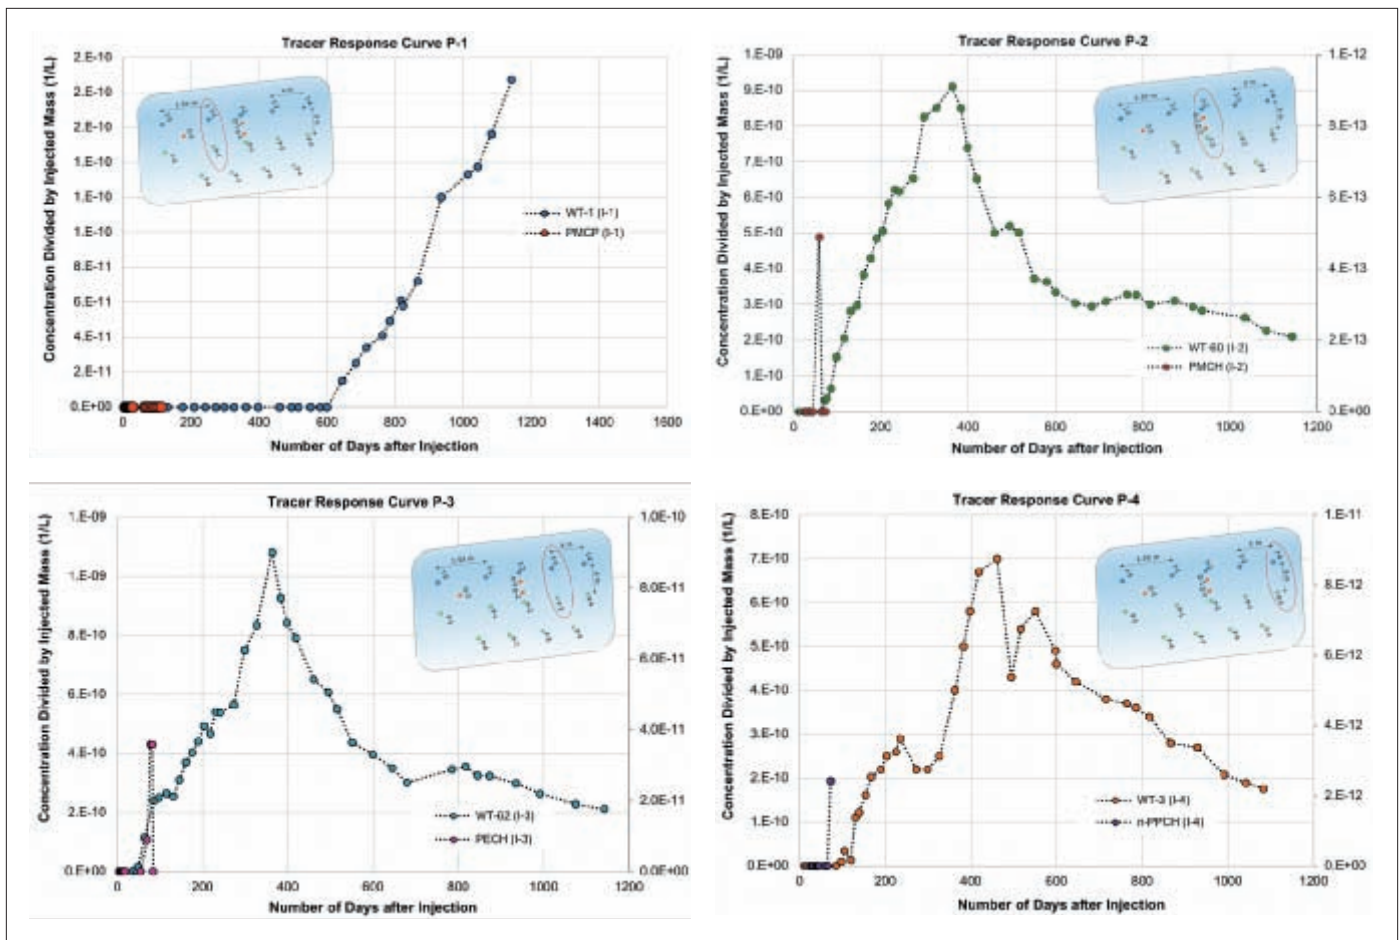 Tracer Response Curve P-1
Concentration Divided by Injected Mass (1/L)
2.E-10
2.E-10
2.E-10
1.E-10
1.E-10
1.E-10
8.E-11
6.E-11
4.E-11
2.E-11
0.E+00
0 200 400 600 800 1000 1200 1400 1600
Number of Days after Injection
WT-1 (I-1)
PMCP (I-1)
Tracer Response Curve P-2
Concentration Divided by Injected Mass (1/L)
1.E-09
9.E-10
8.E-10
7.E-10
6.E-10
5.E-10
4.E-10
3.E-10
2.E-10
1.E-10
0.E+00
1.E-12
8.E-13
6.E-13
4.E-13
2.E-13
0.E+00
0 200 400 600 800 1000 1200
Number of Days after Injection
WT-60 (I-2)
PMCH (I-2)
Tracer Response Curve P-3
Concentration Divided by Injected Mass (1/L)
1.E-09
1.E-09
8.E-10
6.E-10
4.E-10
2.E-10
0.E+00
1,0E-10
8,0E-11
6,0E-11
4,0E-11
2,0E-11
0,0E+00
0 200 400 600 800 1000 1200
Number of Days after Injection
WT-62 (I-3)
PECH (I-3)
Tracer Response Curve P-4
Concentration Divided by Injected Mass (1/L)
8.E-10
7.E-10
6.E-10
5.E-10
4.E-10
3.E-10
2.E-10
1.E-10
0.E+00
1.E-11
8.E-12
6.E-12
4.E-12
2.E-12
0.E+00
0 200 400 600 800 1000 1200
Number of Days after Injection
WT-3 (I-4)
n-PPCH (I-4)